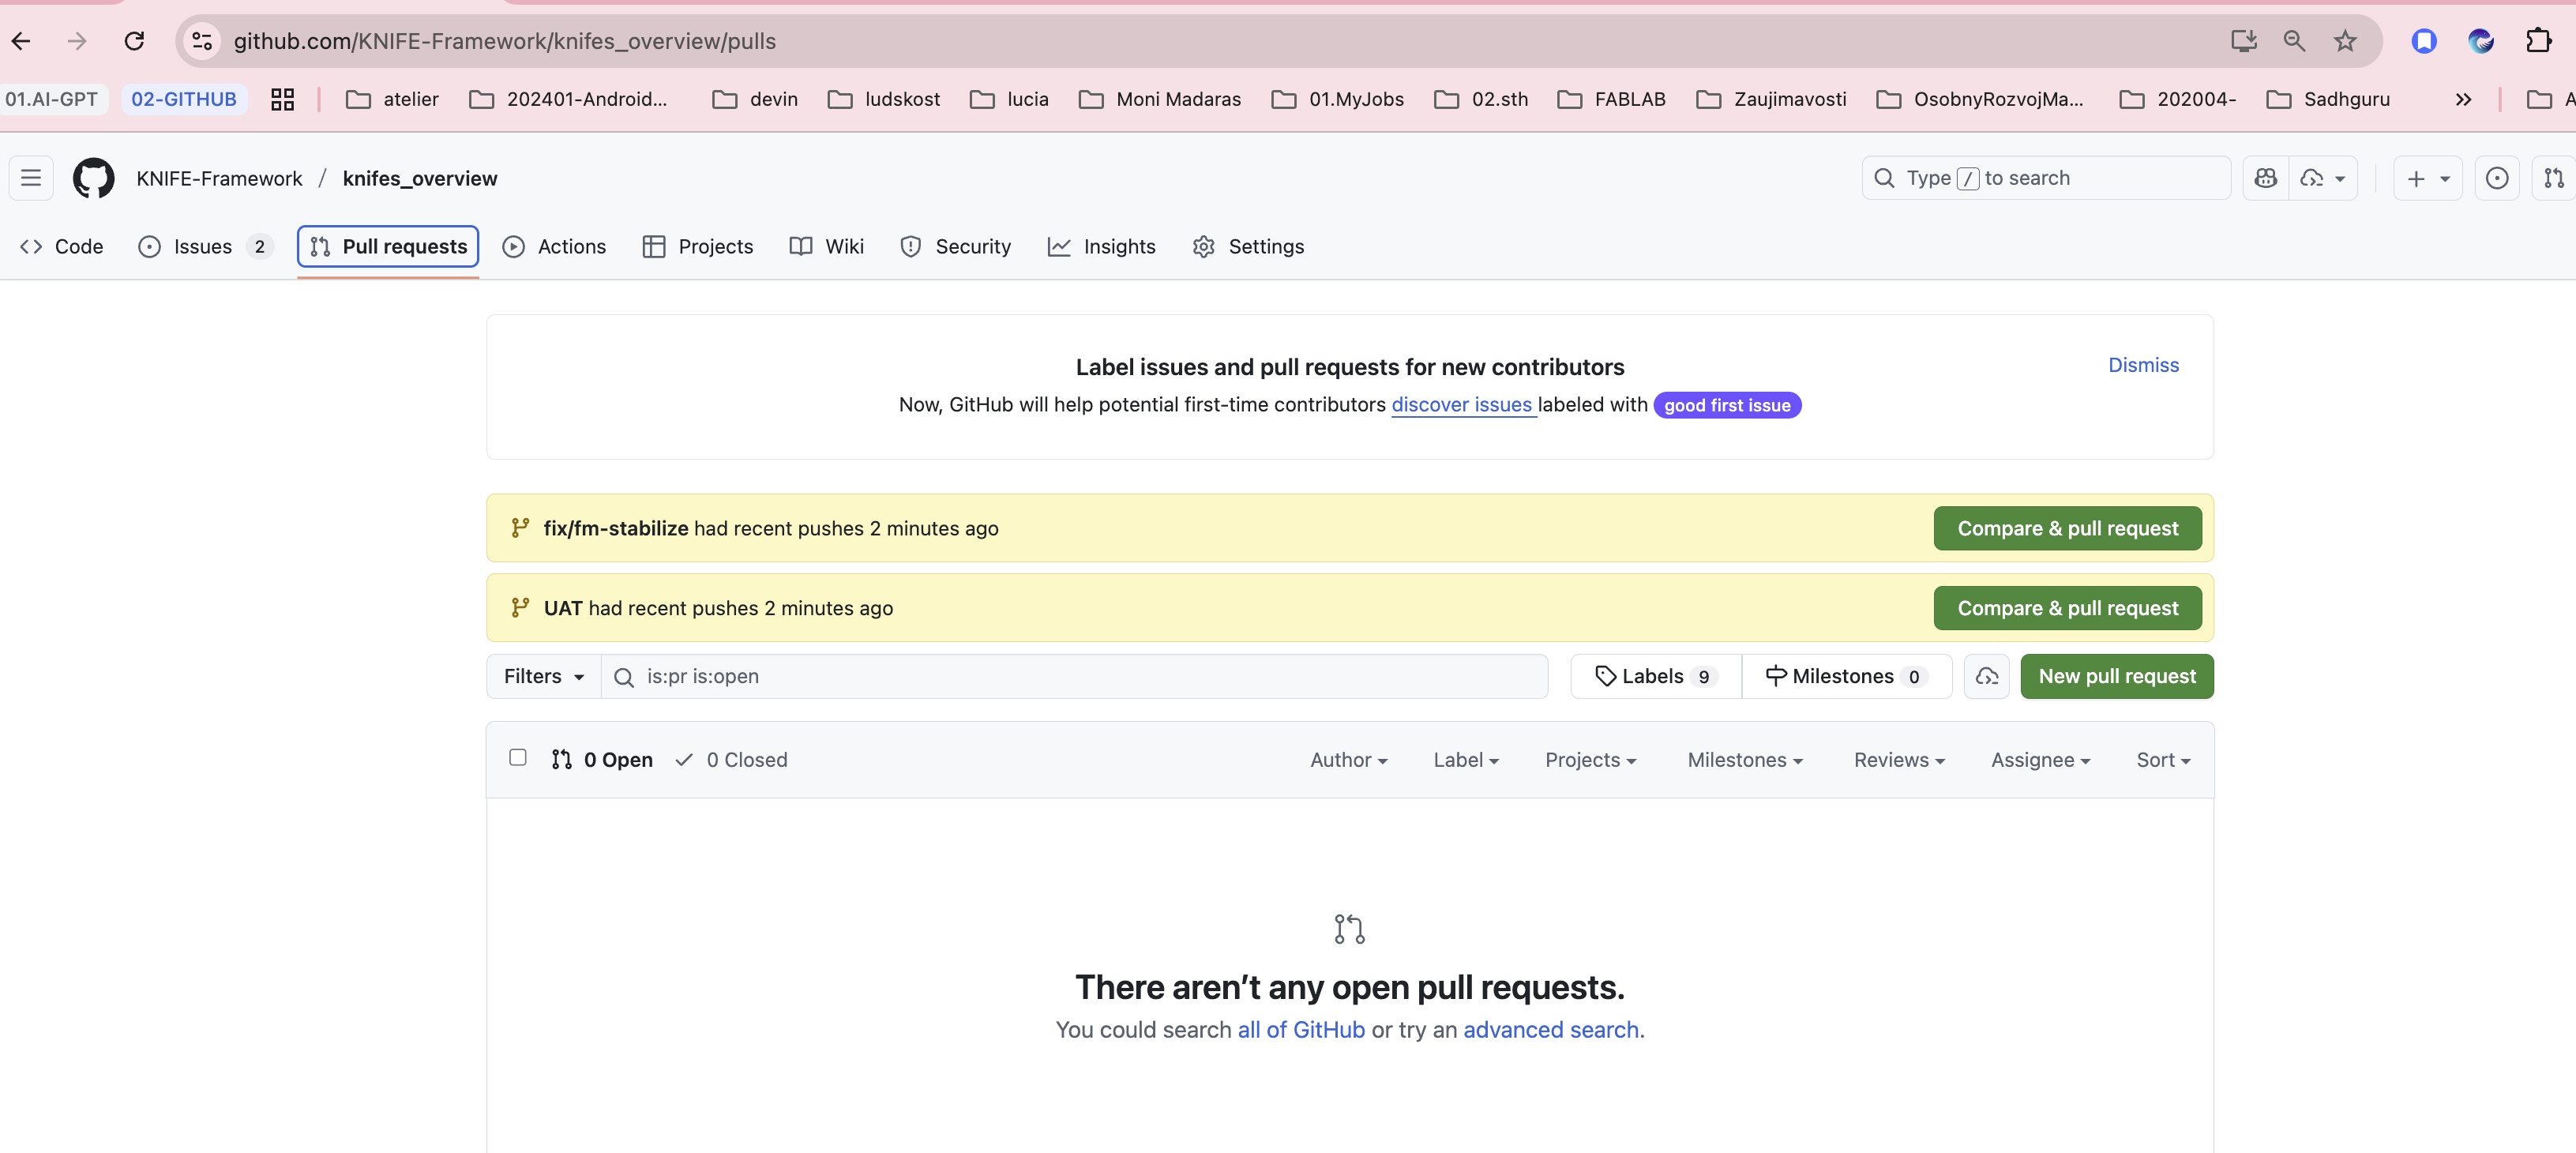 github.com/KNIFE-Framework/knifes_overview/pulls
01.AI-GPT 02-GITHUB atelier 202401-Android... devin ludskost lucia Moni Madaras 01.MyJobs 02.sth FABLAB Zaujimavosti OsobnyRozvojMa... 202004- Sadhguru
KNIFE-Framework / knifes_overview
Type / to search
Code Issues 2 Pull requests Actions Projects Wiki Security Insights Settings
Label issues and pull requests for new contributors
Dismiss
Now, GitHub will help potential first-time contributors discover issues labeled with good first issue
fix/fm-stabilize had recent pushes 2 minutes ago Compare & pull request
UAT had recent pushes 2 minutes ago Compare & pull request
Filters is:pr is:open Labels 9 Milestones 0 New pull request
0 Open 0 Closed Author Label Projects Milestones Reviews Assignee Sort
There aren’t any open pull requests.
You could search all of GitHub or try an advanced search.